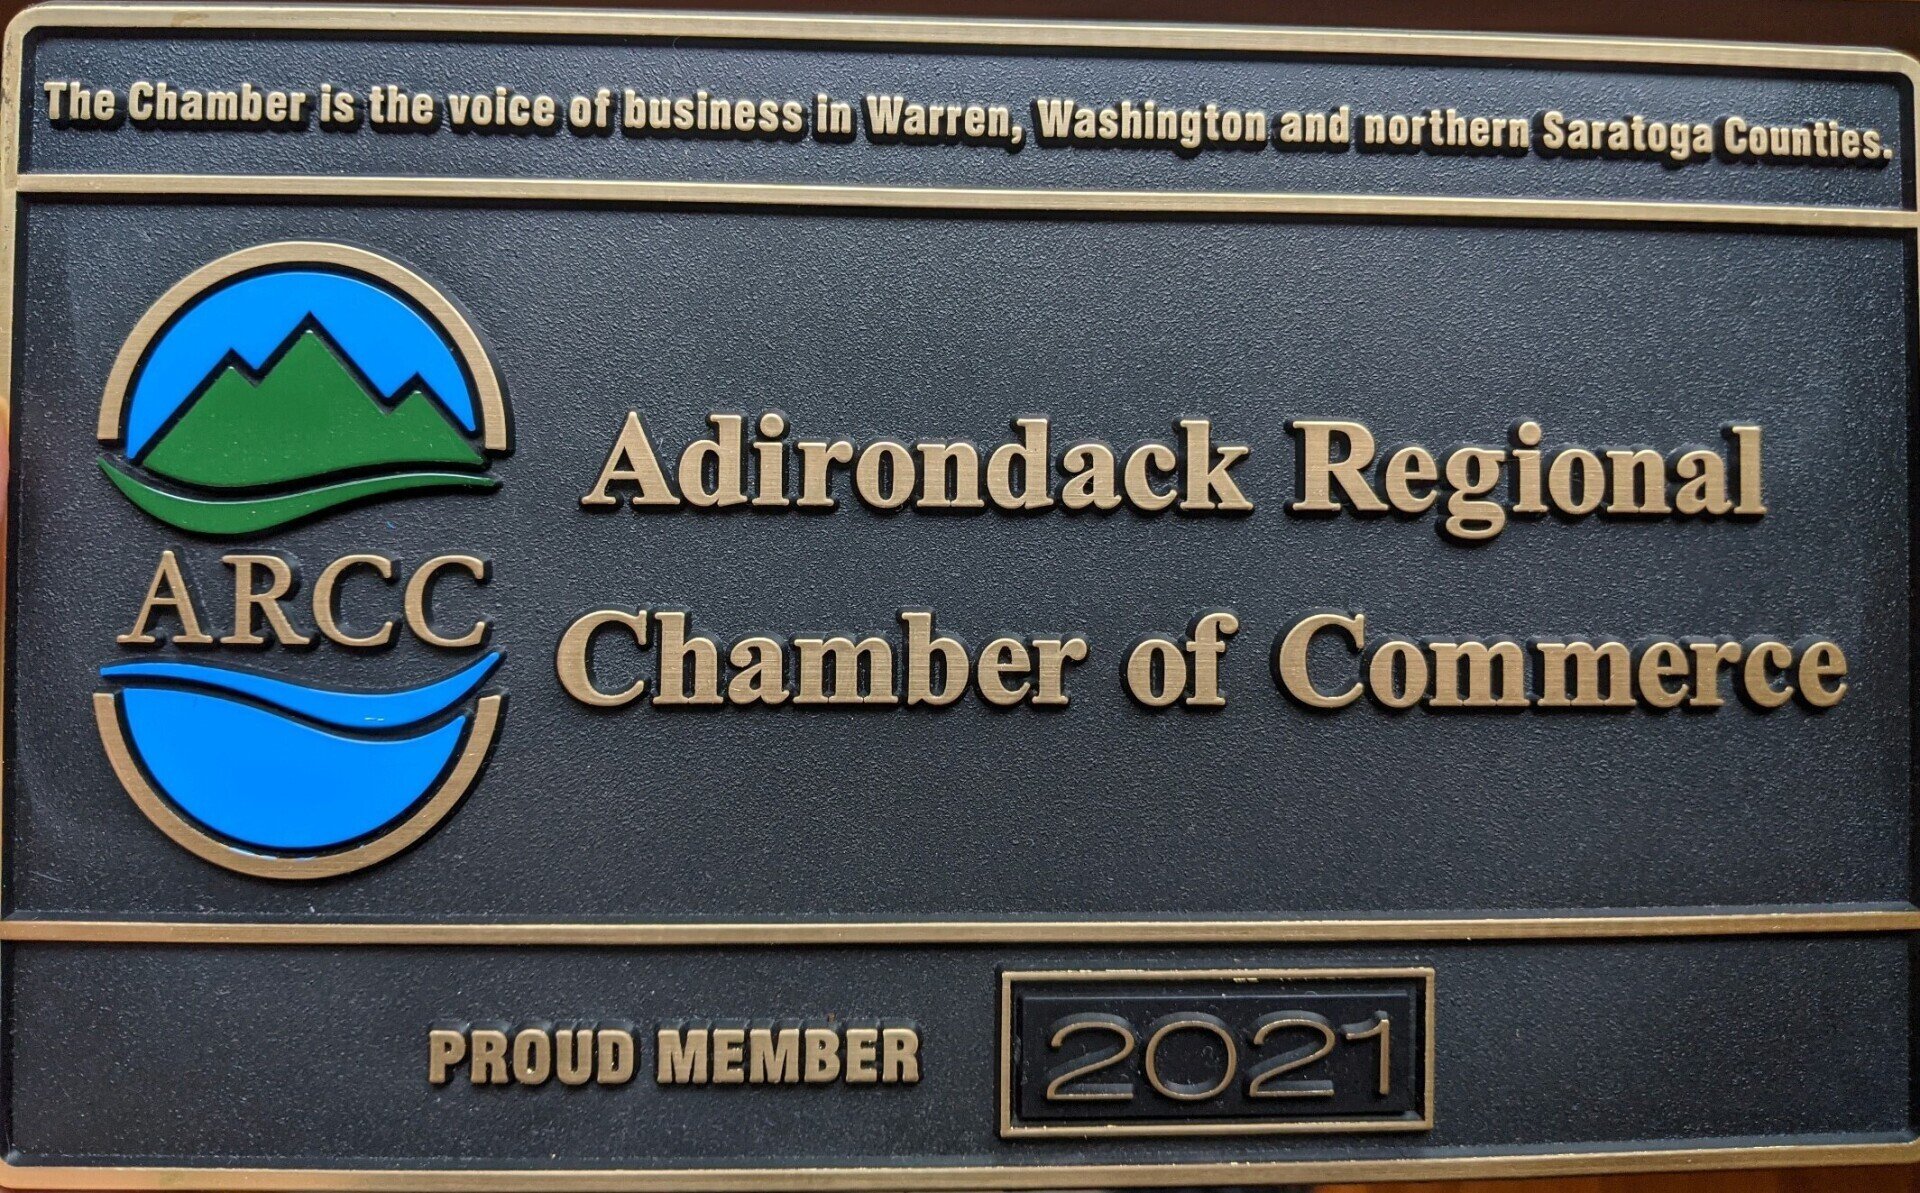 The Chamber is the voice of business in Warren, Washington and northern Saratoga Counties.
ARCC
Adirondack Regional
Chamber of Commerce
PROUD MEMBER 2021